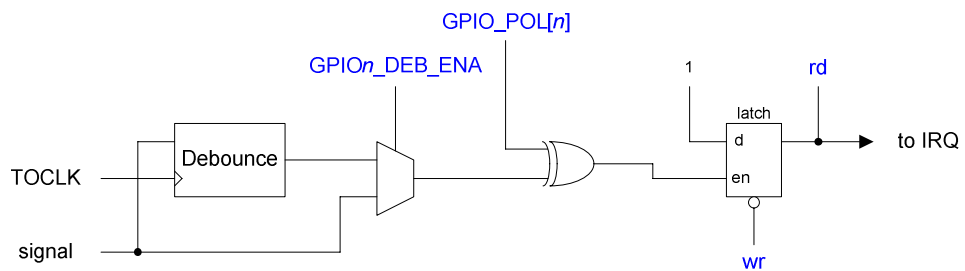 GPIO_POL[n]
GPIOn_DEB_ENA
1
rd
latch
Debounce
d
to IRQ
TOCLK
en
signal
wr